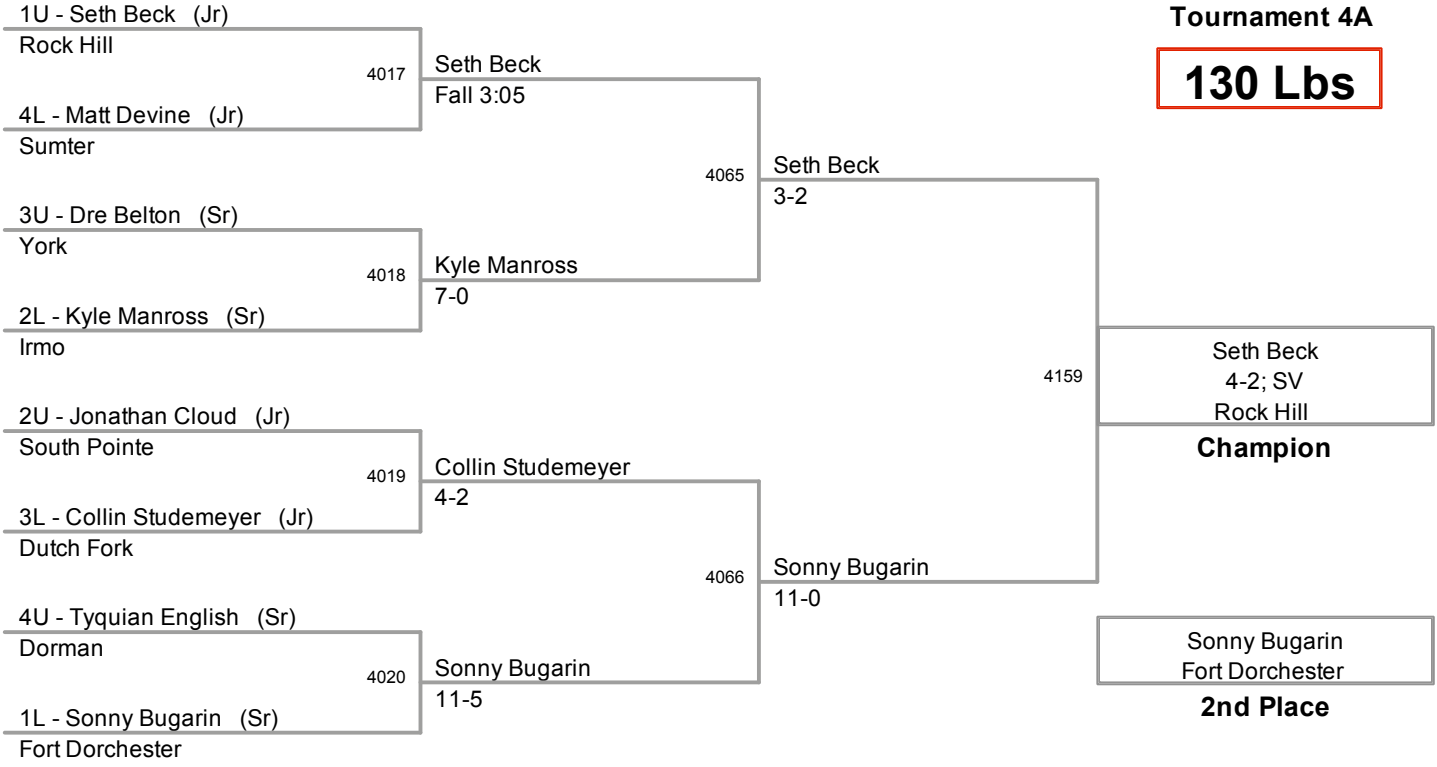 Tournament 4A
130 Lbs
1U - Seth Beck (Jr)
Rock Hill
4017
4L - Matt Devine (Jr)
Sumter
Seth Beck
Fall 3:05
3U - Dre Belton (Sr)
York
4018
2L - Kyle Manross (Sr)
Irmo
Kyle Manross
7-0
4065
Seth Beck
3-2
2U - Jonathan Cloud (Jr)
South Pointe
4019
3L - Collin Studemeyer (Jr)
Dutch Fork
Collin Studemeyer
4-2
4U - Tyquian English (Sr)
Dorman
4020
1L - Sonny Bugarin (Sr)
Fort Dorchester
Sonny Bugarin
11-5
4066
Sonny Bugarin
11-0
4159
Seth Beck
4-2; SV
Rock Hill
Champion
Sonny Bugarin
Fort Dorchester
2nd Place